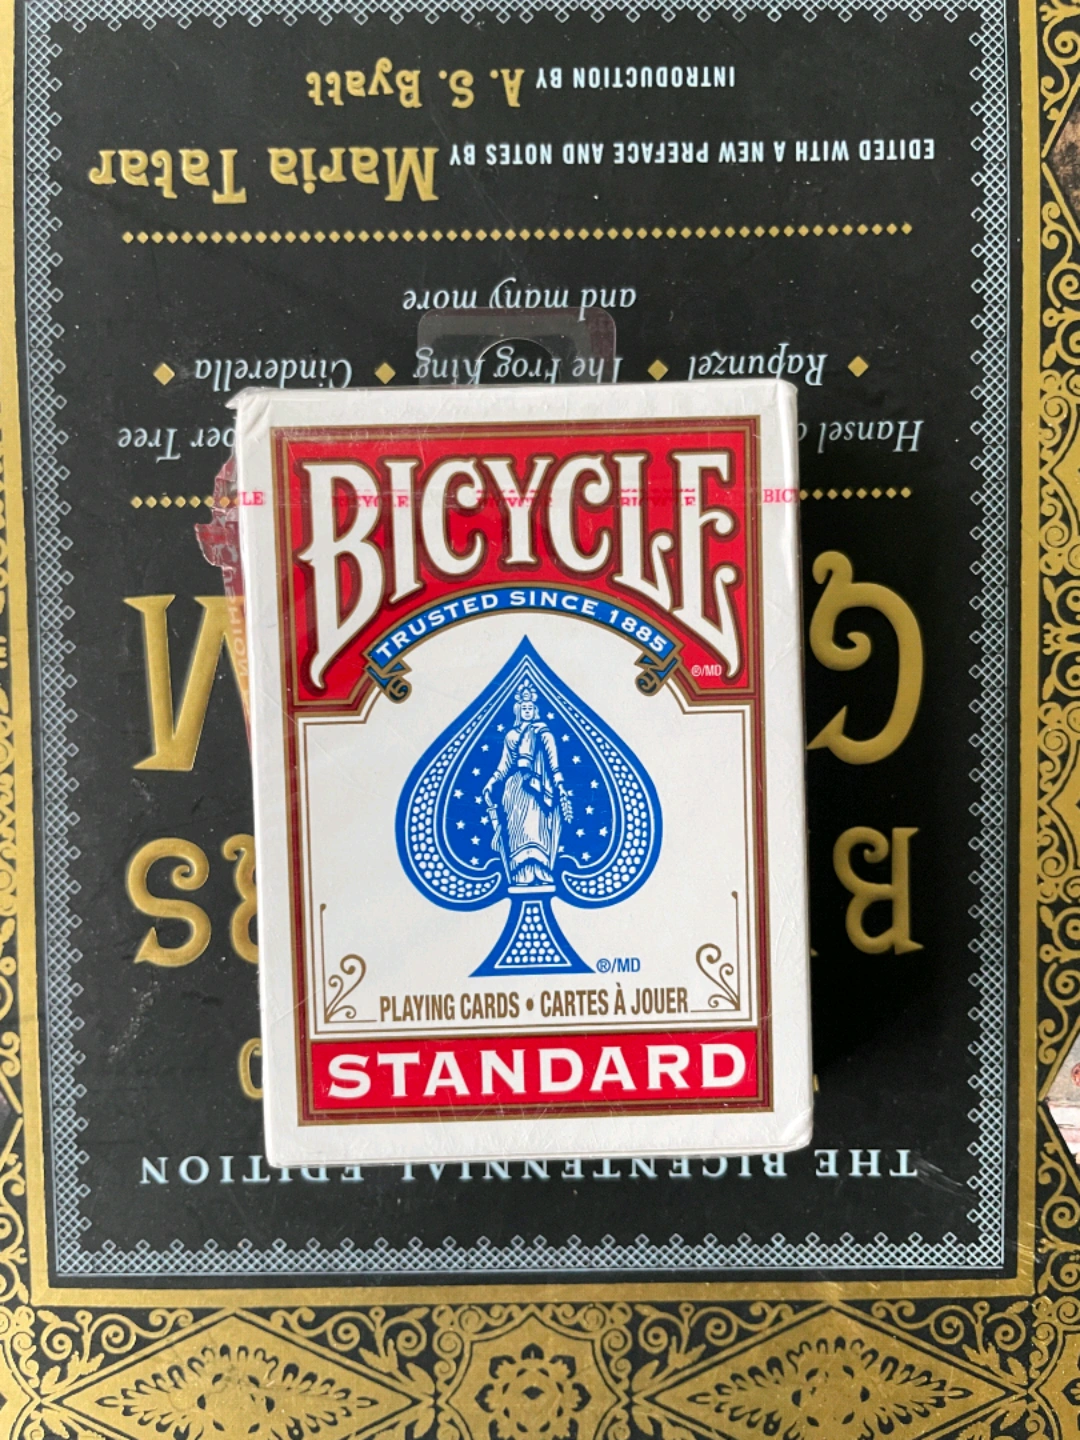 BICYCLE
TRUSTED SINCE 1885
®/MD
®/MD
PLAYING CARDS • CARTES À JOUER
STANDARD
THE BICENTENNIAL EDITION
Hansel
per Tree
Rapunzel ◆ The Frog King ◆ Cinderella
and many more
EDITED WITH A NEW PREFACE AND NOTES BY Maria Tatar
INTRODUCTION BY A. S. Byatt